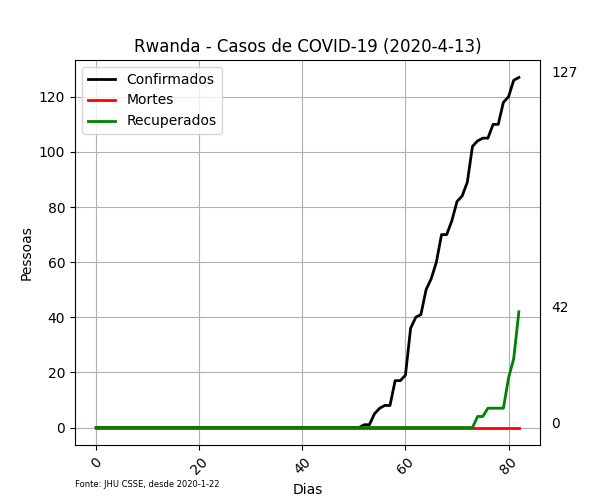 Rwanda - Casos de COVID-19 (2020-4-13)
Confirmados
Mortes
Recuperados
127
42
0
120
100
80
60
40
20
0
Pessoas
0 20 40 60 80
Dias
Fonte: JHU CSSE, desde 2020-1-22